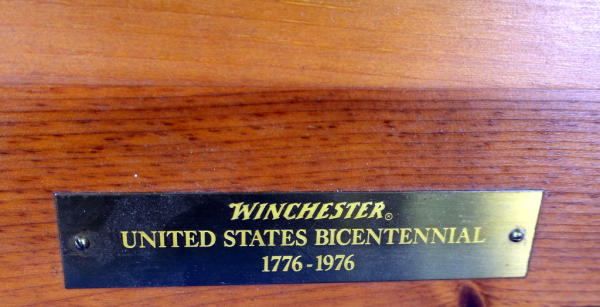 WINCHESTER®
UNITED STATES BICENTENNIAL
1776-1976